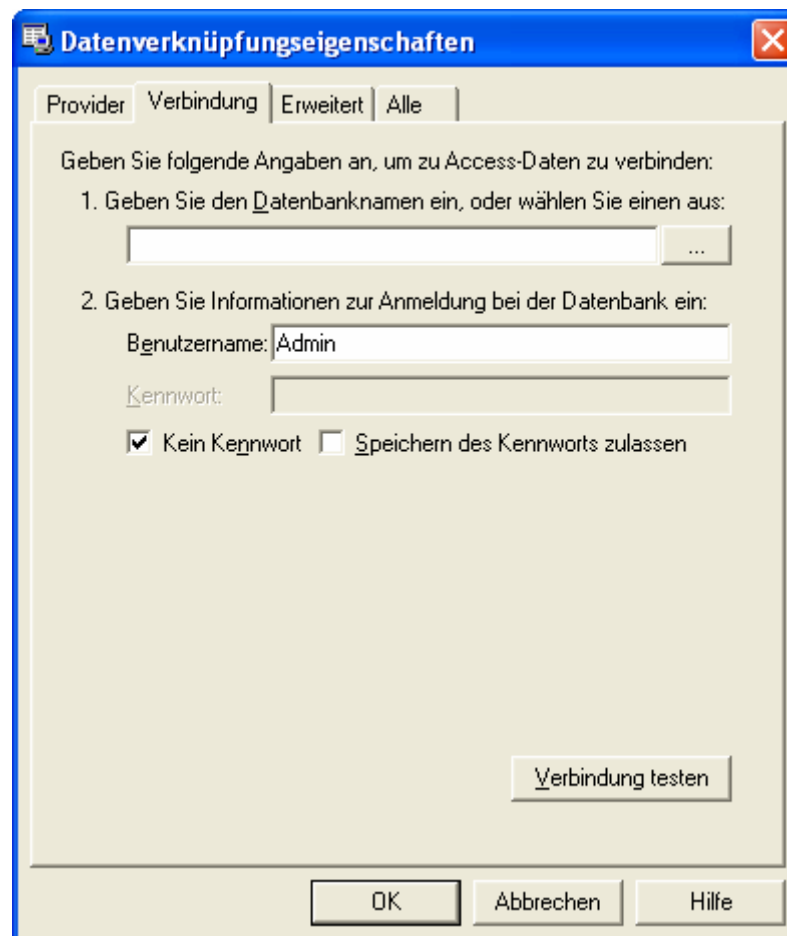 Datenverknüpfungseigenschaften
Provider Verbindung Erweitert Alle
Geben Sie folgende Angaben an, um zu Access-Daten zu verbinden:
1. Geben Sie den Datenbanknamen ein, oder wählen Sie einen aus:
...
2. Geben Sie Informationen zur Anmeldung bei der Datenbank ein:
Benutzername: Admin
Kennwort:
Kein Kennwort Speichern des Kennworts zulassen
Verbindung testen
OK Abbrechen Hilfe